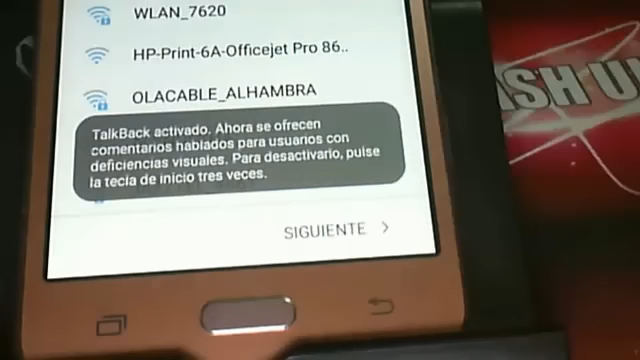 WLAN_7620
HP-Print-6A-Officejet Pro 86..
OLACABLE_ALHAMBRA
TalkBack activado. Ahora se ofrecen
comentarios hablados para usuarios con
deficiencias visuales. Para desactivarlo, pulse
la tecla de inicio tres veces.
SIGUIENTE >
ASH U